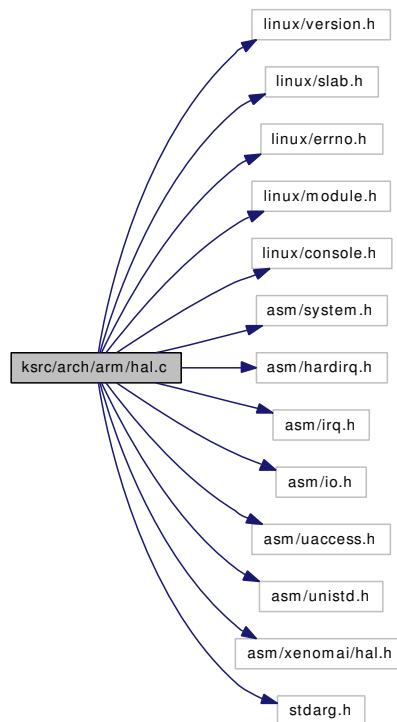 linux/version.h
linux/slab.h
linux/errno.h
linux/module.h
linux/console.h
asm/system.h
ksrc/arch/arm/hal.c
asm/hardirq.h
asm/irq.h
asm/io.h
asm/uaccess.h
asm/unistd.h
asm/xenomai/hal.h
stdarg.h